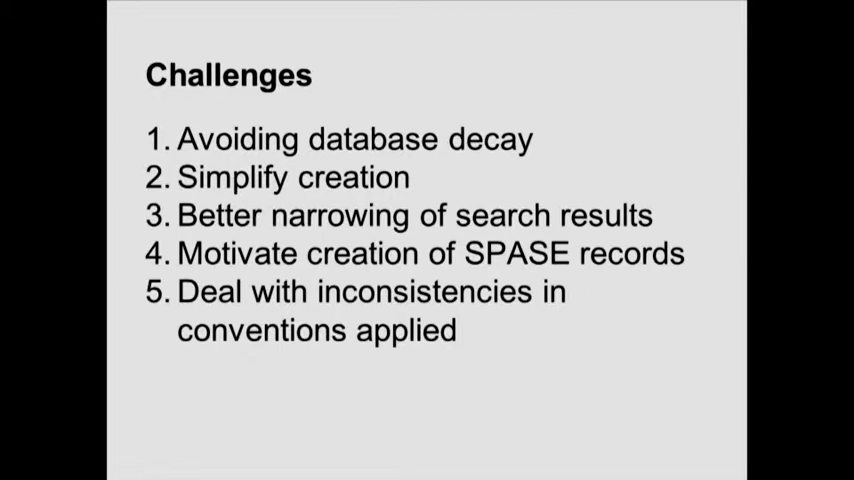 Challenges
1. Avoiding database decay
2. Simplify creation
3. Better narrowing of search results
4. Motivate creation of SPASE records
5. Deal with inconsistencies in
conventions applied